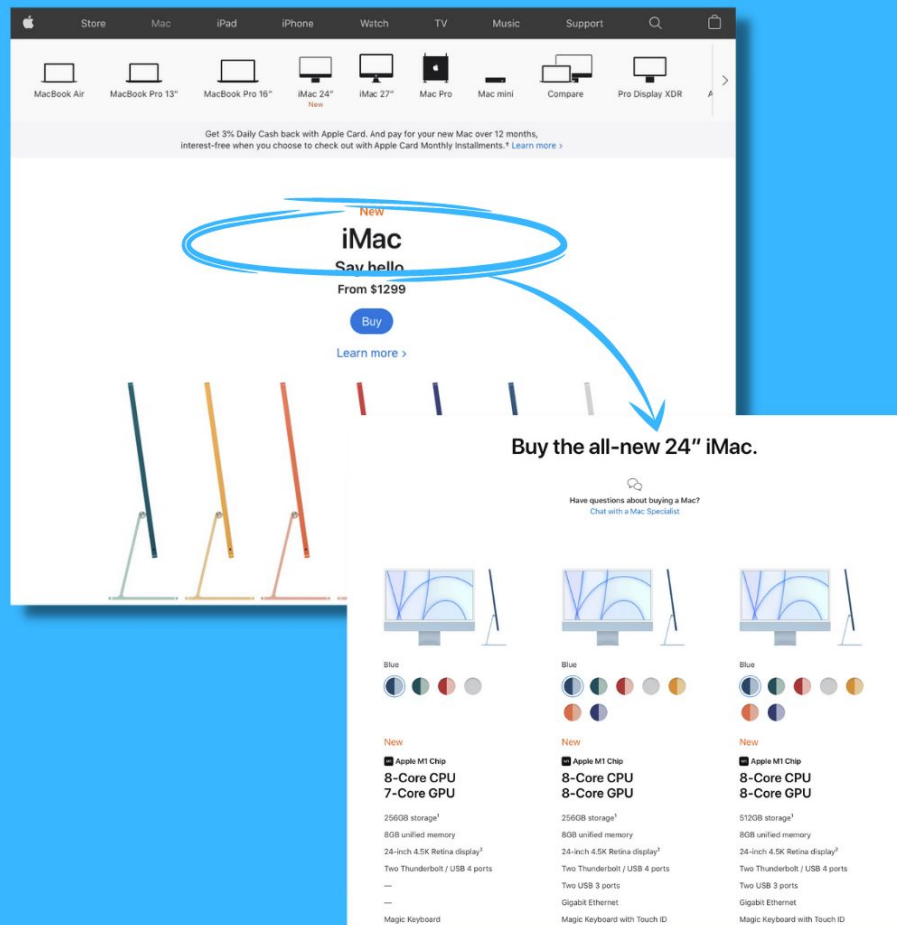 Store Mac iPad iPhone Watch TV Music Support
MacBook Air MacBook Pro 13" MacBook Pro 16" iMac 24" iMac 27" Mac Pro Mac mini Compare Pro Display XDR A
New
Get 3% Daily Cash back with Apple Card. And pay for your new Mac over 12 months,
interest-free when you choose to check out with Apple Card Monthly Installments.† Learn more >
New
iMac
Say hello
From $1299
Buy
Learn more >
Buy the all-new 24" iMac.
Have questions about buying a Mac?
Chat with a Mac Specialist
Blue Blue Blue
New New New
M1 Apple M1 Chip M1 Apple M1 Chip M1 Apple M1 Chip
8-Core CPU 8-Core CPU 8-Core CPU
7-Core GPU 8-Core GPU 8-Core GPU
256GB storage¹ 256GB storage¹ 512GB storage¹
8GB unified memory 8GB unified memory 8GB unified memory
24-inch 4.5K Retina display² 24-inch 4.5K Retina display² 24-inch 4.5K Retina display²
Two Thunderbolt / USB 4 ports Two Thunderbolt / USB 4 ports Two Thunderbolt / USB 4 ports
— Two USB 3 ports Two USB 3 ports
— Gigabit Ethernet Gigabit Ethernet
Magic Keyboard Magic Keyboard with Touch ID Magic Keyboard with Touch ID